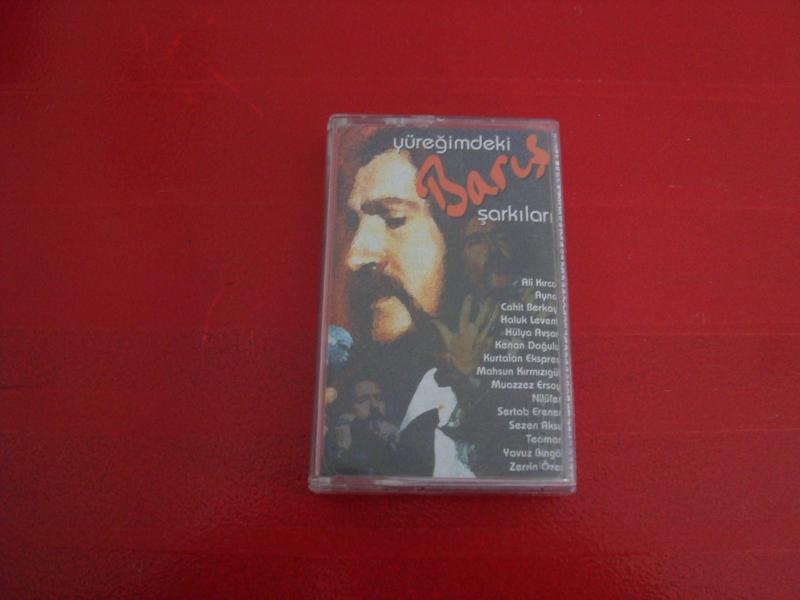 yüreğimdeki
Barış
şarkıları
Ali Kırca
Ayna
Cahit Berkay
Haluk Levent
Hülya Avşar
Kenan Doğulu
Kurtalan Ekspres
Mahsun Kırmızıgül
Muazzez Ersoy
Nilüfer
Sertab Erener
Sezen Aksu
Teoman
Yavuz Bingöl
Zerrin Özer